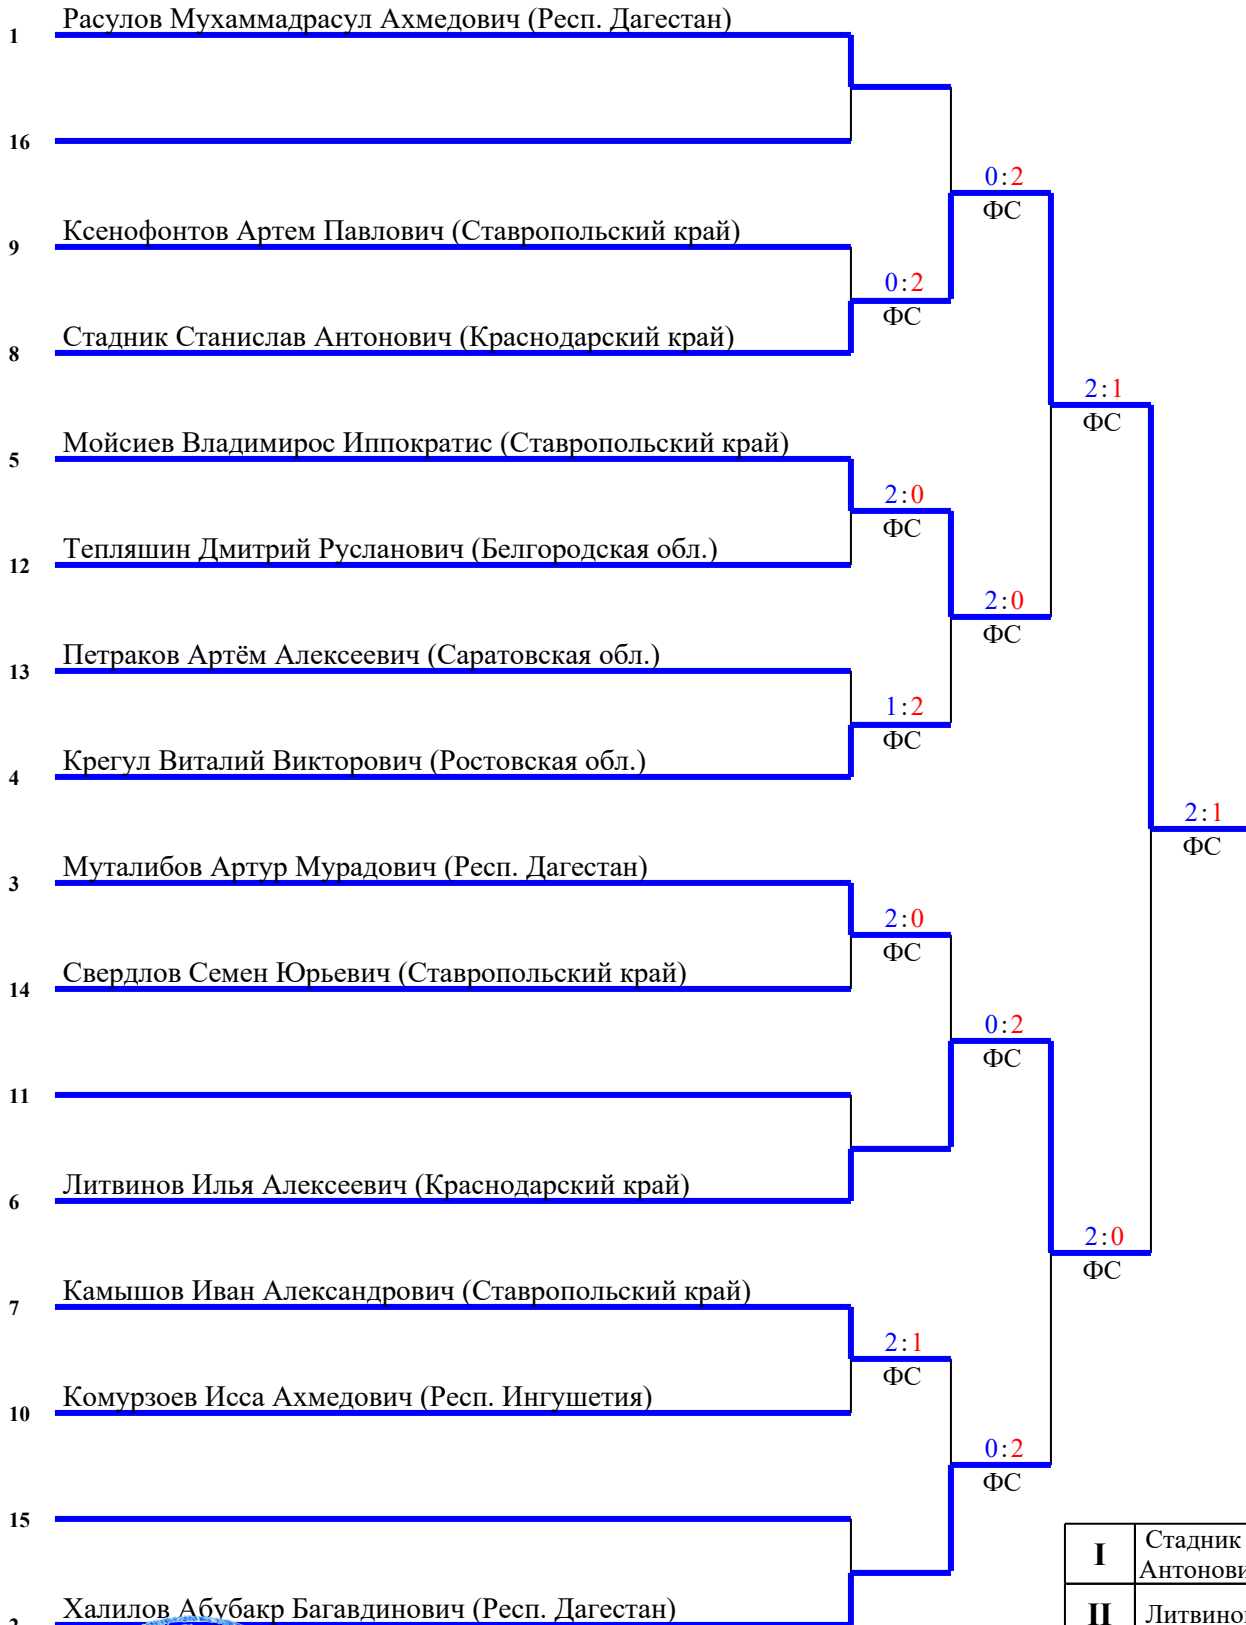 Расулов Мухаммадрасул Ахмедович (Респ. Дагестан)
1
16
0:2
ФС
Ксенофонтов Артем Павлович (Ставропольский край)
9
0:2
ФС
Стадник Станислав Антонович (Краснодарский край)
8
2:1
ФС
Мойсиев Владимирос Иппократис (Ставропольский край)
5
2:0
ФС
Тепляшин Дмитрий Русланович (Белгородская обл.)
12
2:0
ФС
Петраков Артём Алексеевич (Саратовская обл.)
13
1:2
ФС
Крегул Виталий Викторович (Ростовская обл.)
4
2:1
ФС
Муталибов Артур Мурадович (Респ. Дагестан)
3
2:0
ФС
Свердлов Семен Юрьевич (Ставропольский край)
14
0:2
ФС
11
Литвинов Илья Алексеевич (Краснодарский край)
6
2:0
ФС
Камышов Иван Александрович (Ставропольский край)
7
2:1
ФС
Комурзоев Исса Ахмедович (Респ. Ингушетия)
10
0:2
ФС
15
I
Стадник
Антонови
Халилов Абубакр Багавдинович (Респ. Дагестан)
II
Литвино